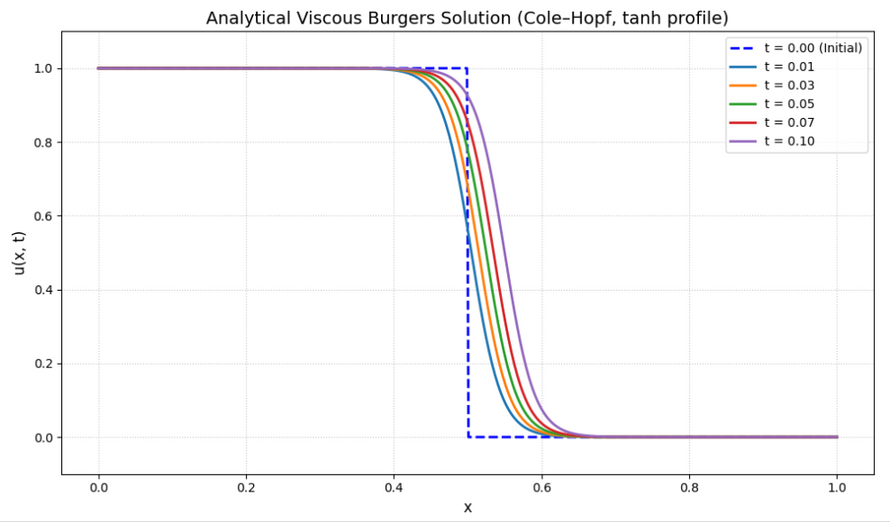 Analytical Viscous Burgers Solution (Cole–Hopf, tanh profile)
t = 0.00 (Initial)
t = 0.01
t = 0.03
t = 0.05
t = 0.07
t = 0.10
u(x, t)
1.0
0.8
0.6
0.4
0.2
0.0
0.0 0.2 0.4 0.6 0.8 1.0
x